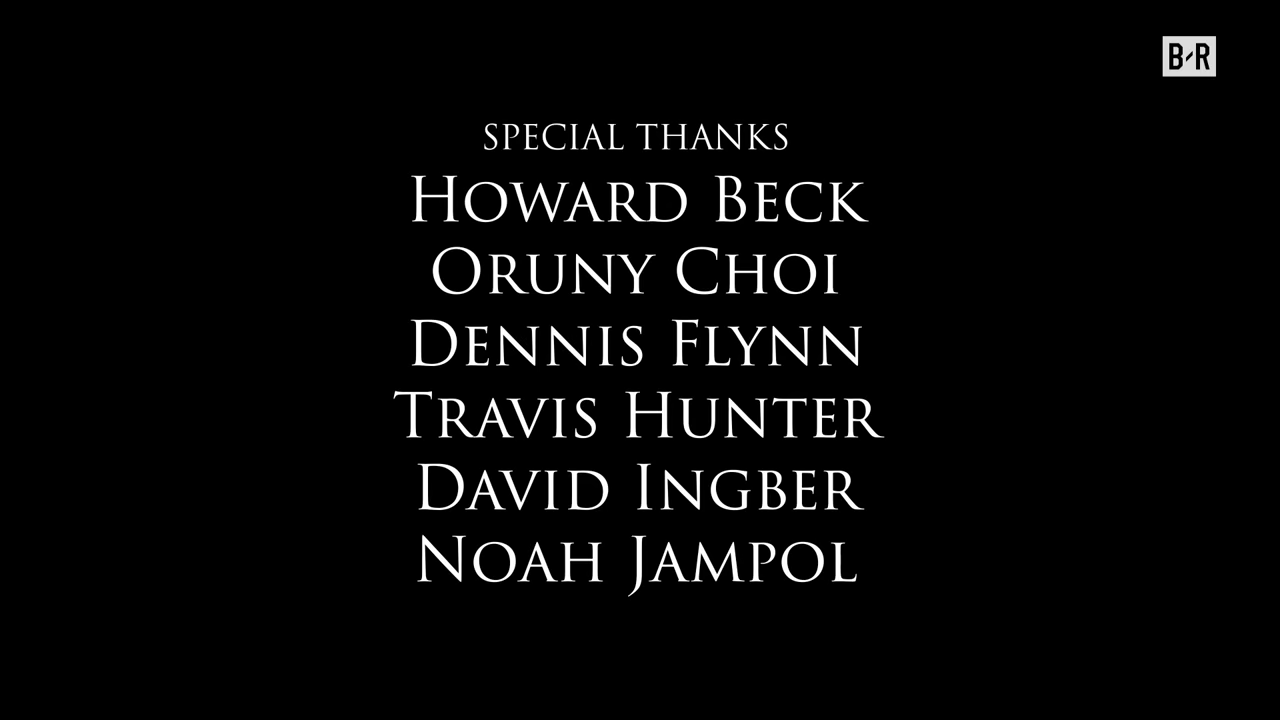 B/R
SPECIAL THANKS
HOWARD BECK
ORUNY CHOI
DENNIS FLYNN
TRAVIS HUNTER
DAVID INGBER
NOAH JAMPOL